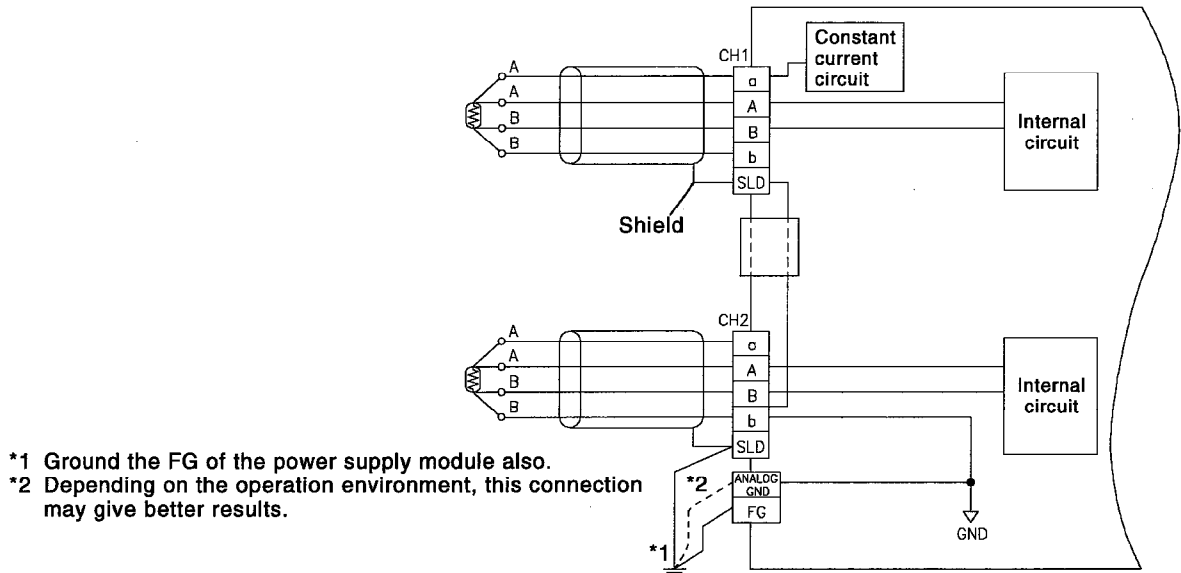 Constant
current
circuit
CH1
A
A
B
B
a
A
B
b
SLD
Internal
circuit
Shield
CH2
A
A
B
B
a
A
B
b
SLD
Internal
circuit
*1 Ground the FG of the power supply module also.
*2 Depending on the operation environment, this connection
may give better results.
*2
ANALOG
GND
FG
*1
GND